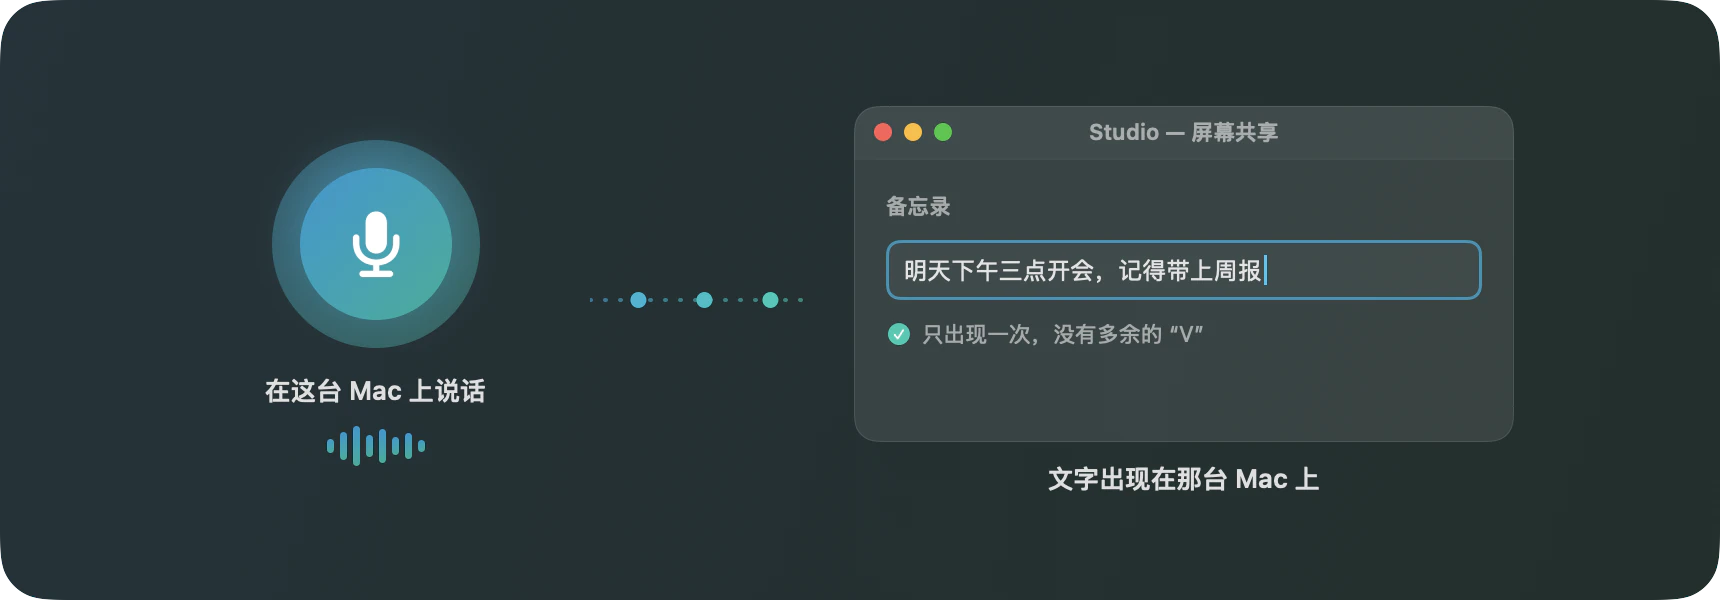 在这台 Mac 上说话
Studio — 屏幕共享
备忘录
明天下午三点开会，记得带上周报
只出现一次，没有多余的 “V”
文字出现在那台 Mac 上